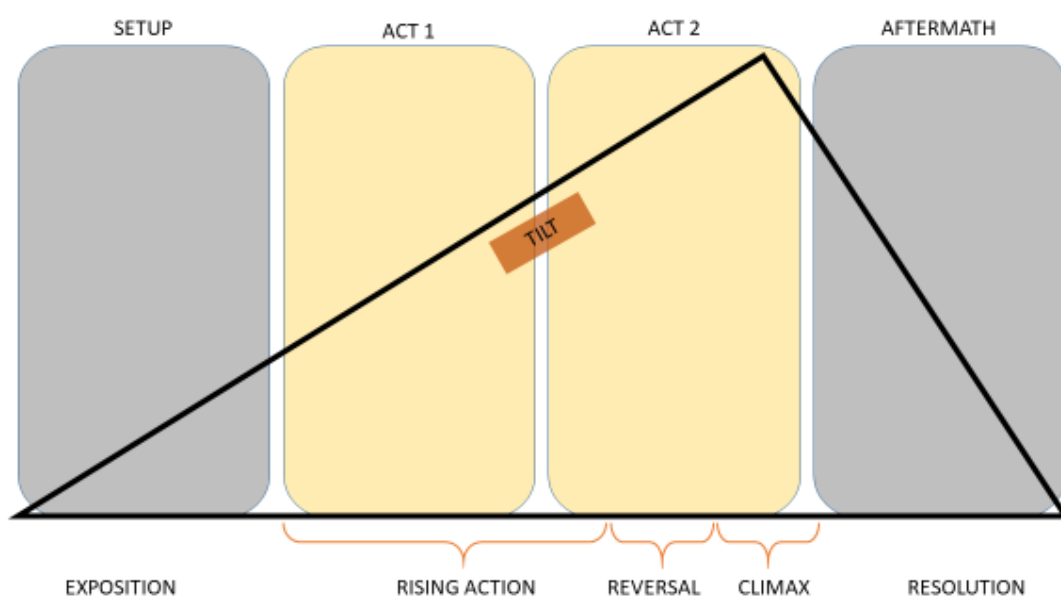 SETUP
ACT 1
ACT 2
AFTERMATH
TILT
EXPOSITION
RISING ACTION
REVERSAL
CLIMAX
RESOLUTION